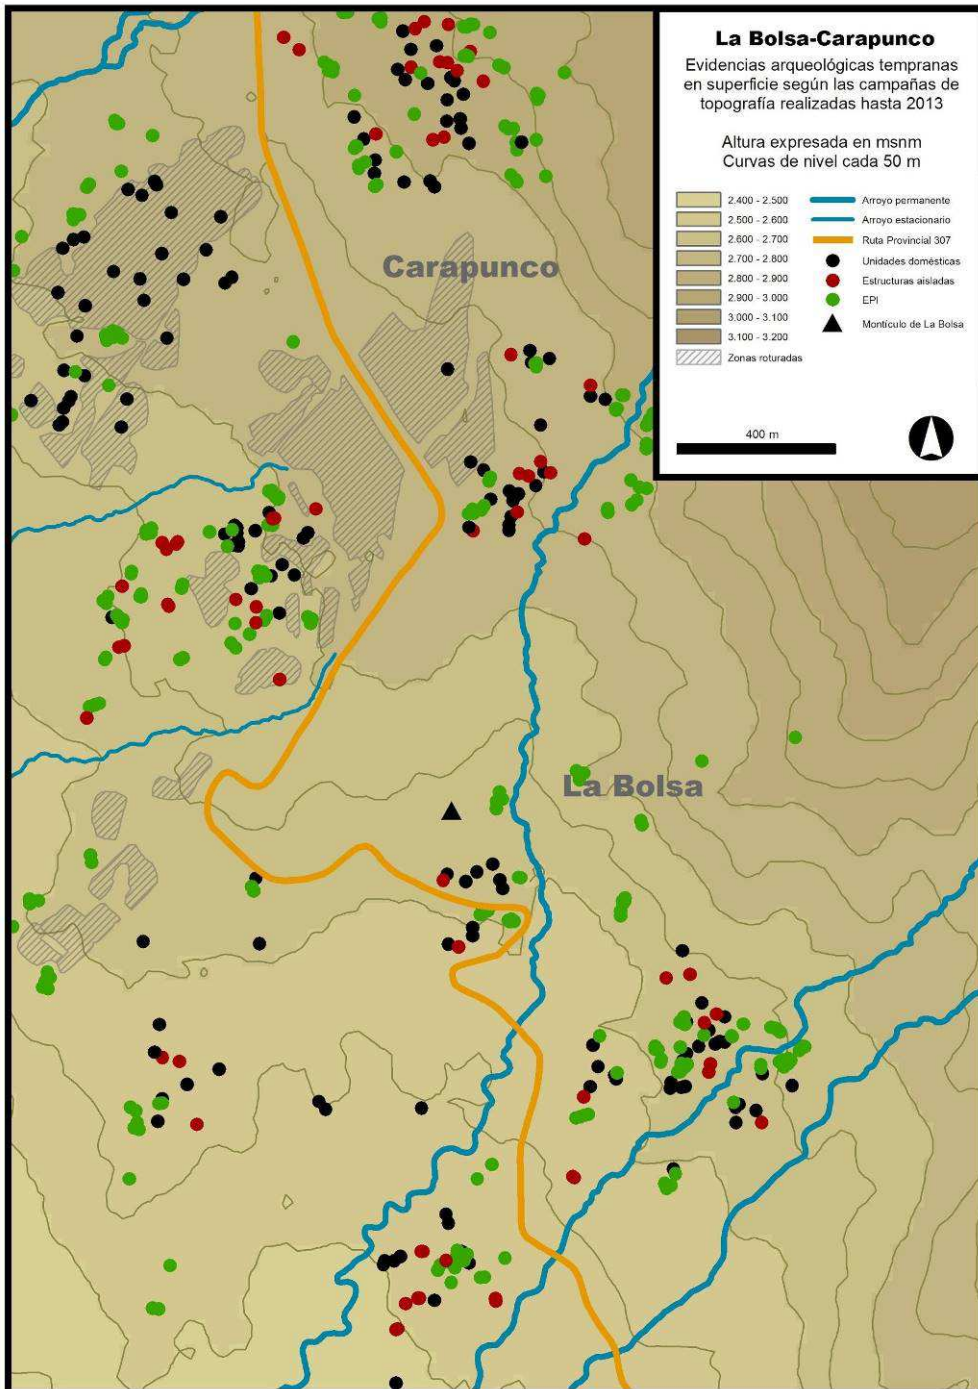 La Bolsa-Carapunco
Evidencias arqueológicas tempranas
en superficie según las campañas de
topografía realizadas hasta 2013
Altura expresada en msnm
Curvas de nivel cada 50 m
2.400 - 2.500
2.500 - 2.600
2.600 - 2.700
2.700 - 2.800
2.800 - 2.900
2.900 - 3.000
3.000 - 3.100
3.100 - 3.200
Zonas roturadas
Arroyo permanente
Arroyo estacionario
Ruta Provincial 307
Unidades domésticas
Estructuras aisladas
EPI
Montículo de La Bolsa
400 m
Carapunco
La Bolsa